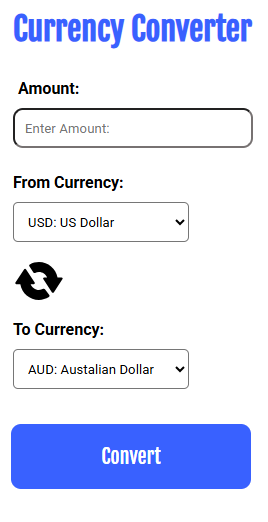 Currency Converter
Amount:
Enter Amount:
From Currency:
USD: US Dollar
To Currency:
AUD: Austalian Dollar
Convert